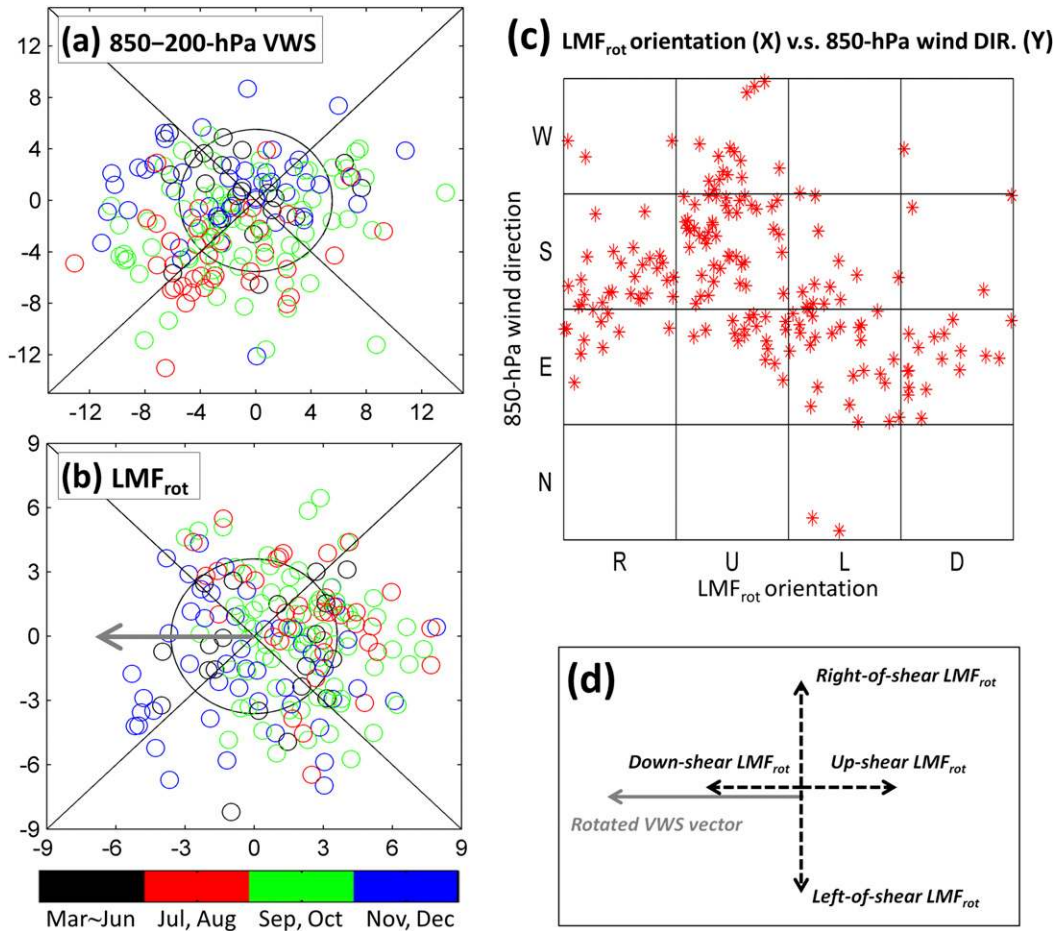 (a) 850–200-hPa VWS
12
8
4
0
-4
-8
-12
-12 -8 -4 0 4 8 12
(b) LMFrot
9
6
3
0
-3
-6
-9
-9 -6 -3 0 3 6 9
Mar~Jun Jul, Aug Sep, Oct Nov, Dec
(c) LMFrot orientation (X) v.s. 850-hPa wind DIR. (Y)
850-hPa wind direction
W
S
E
N
R U L D
LMFrot orientation
(d)
Right-of-shear LMFrot
Down-shear LMFrot Up-shear LMFrot
Rotated VWS vector
Left-of-shear LMFrot